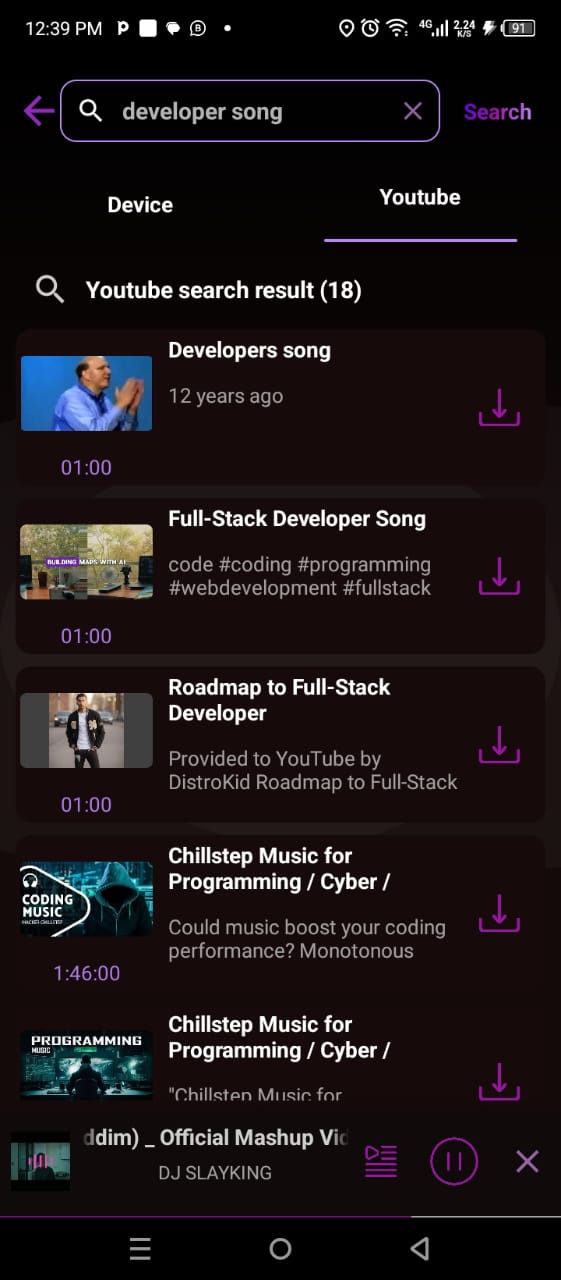 12:39 PM
4G 2.24 K/S 91
developer song
Search
Device
Youtube
Youtube search result (18)
Developers song
12 years ago
01:00
Full-Stack Developer Song
BUILDING MAPS WITH AI
code #coding #programming
#webdevelopment #fullstack
01:00
Roadmap to Full-Stack
Developer
Provided to YouTube by
DistroKid Roadmap to Full-Stack
01:00
Chillstep Music for
Programming / Cyber /
CODING
MUSIC
HACKER CHILLSTEP
Could music boost your coding
performance? Monotonous
1:46:00
Chillstep Music for
Programming / Cyber /
PROGRAMMING
MUSIC
"Chillstep Music for
ddim) _ Official Mashup Vid
DJ SLAYKING